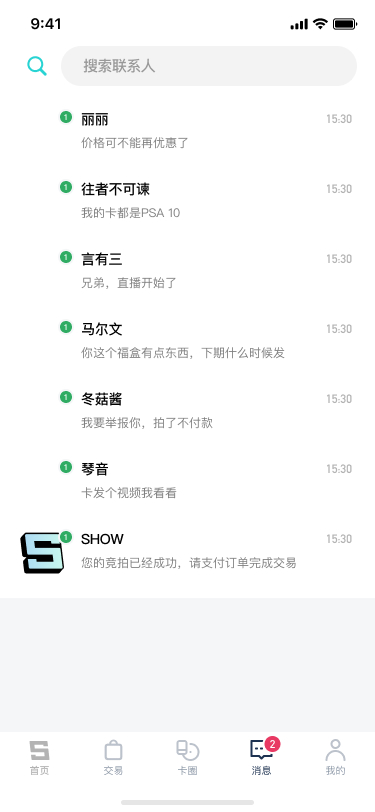 9:41
搜索联系人
1
丽丽
15:30
价格可不能再优惠了
1
往者不可谏
15:30
我的卡都是PSA 10
1
言有三
15:30
兄弟，直播开始了
1
马尔文
15:30
你这个福盒有点东西，下期什么时候发
1
冬菇酱
15:30
我要举报你，拍了不付款
1
琴音
15:30
卡发个视频我看看
S
1
SHOW
15:30
您的竞拍已经成功，请支付订单完成交易
S
2
首页
交易
卡圈
消息
我的